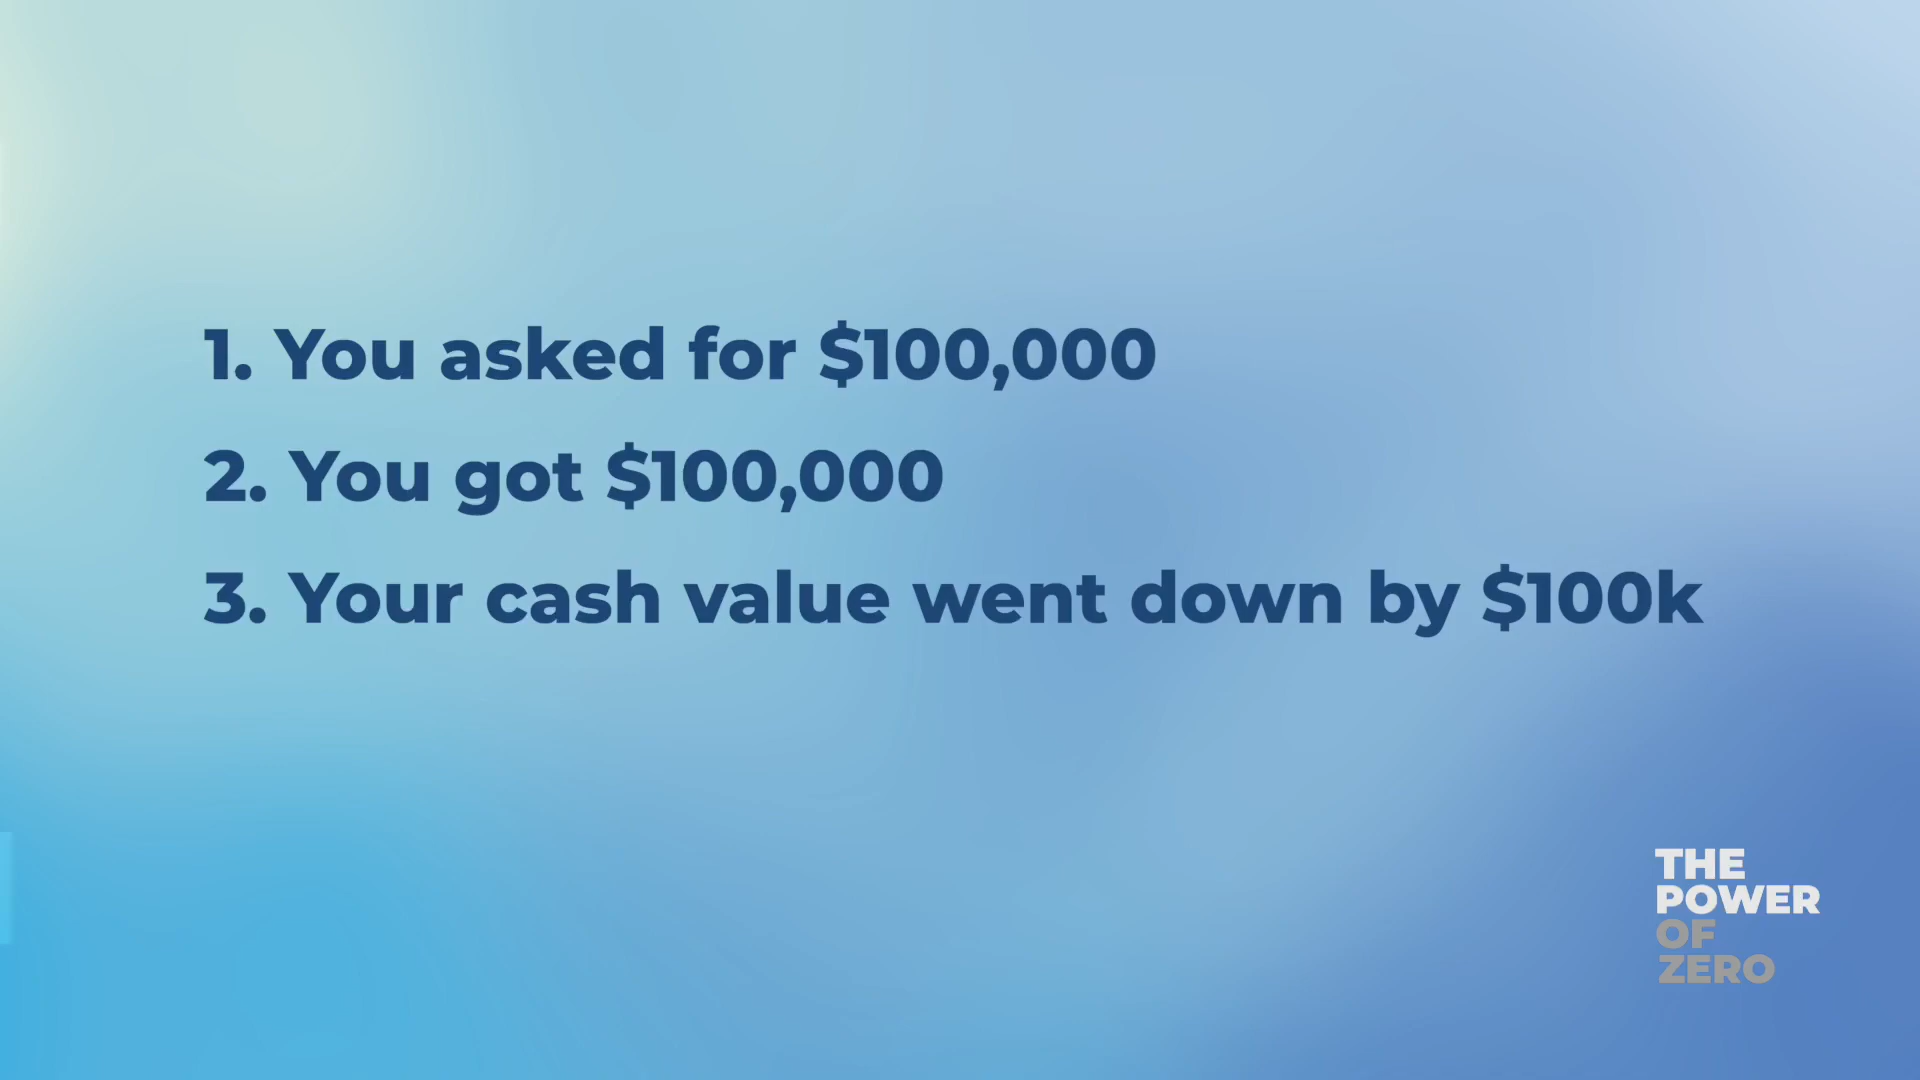 1. You asked for $100,000
2. You got $100,000
3. Your cash value went down by $100k
THE
POWER
OF
ZERO